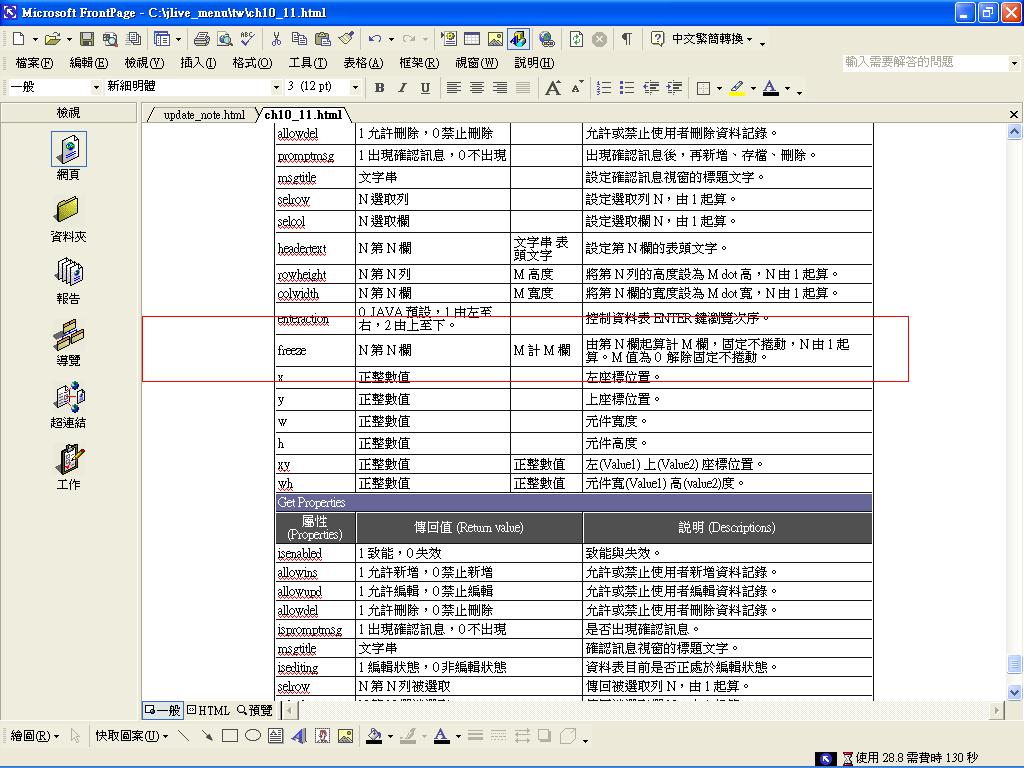 Microsoft FrontPage - C:\jlive_menu\tw\ch10_11.html
中文繁簡轉換
檔案(F) 編輯(E) 檢視(V) 插入(I) 格式(O) 工具(T) 表格(A) 框架(R) 視窗(W) 說明(H) 輸入需要解答的問題
一般 新細明體 3 (12 pt) B I U
檢視
網頁
資料夾
報告
導覽
超連結
工作
update_note.html ch10_11.html
allowdel 1 允許刪除，0 禁止刪除 允許或禁止使用者刪除資料記錄。
promptmsg 1 出現確認訊息，0 不出現 出現確認訊息後，再新增、存檔、刪除。
msgtitle 文字串 設定確認訊息視窗的標題文字。
selrow N 選取列 設定選取列 N，由 1 起算。
selcol N 選取欄 設定選取欄 N，由 1 起算。
headertext N 第 N 欄 文字串 表
頭文字 設定第 N 欄的表頭文字。
rowheight N 第 N 列 M 高度 將第 N 列的高度設為 M dot 高，N 由 1 起算。
colwidth N 第 N 欄 M 寬度 將第 N 欄的寬度設為 M dot 寬，N 由 1 起算。
enteraction 0 JAVA 預設，1 由左至
右，2 由上至下。 控制資料表 ENTER 鍵瀏覽次序。
freeze N 第 N 欄 M 計 M 欄 由第 N 欄起算計 M 欄，固定不捲動，N 由 1 起
算。M 值為 0 解除固定不捲動。
x 正整數值 左座標位置。
y 正整數值 上座標位置。
w 正整數值 元件寬度。
h 正整數值 元件高度。
xy 正整數值 正整數值 左(Value1) 上(Value2) 座標位置。
wh 正整數值 正整數值 元件寬(Value1) 高(value2)度。
Get Properties
屬性
(Properties) 傳回值 (Return value) 說明 (Descriptions)
isenabled 1 致能，0 失效 致能與失效。
allowins 1 允許新增，0 禁止新增 允許或禁止使用者新增資料記錄。
allowupd 1 允許編輯，0 禁止編輯 允許或禁止使用者編輯資料記錄。
allowdel 1 允許刪除，0 禁止刪除 允許或禁止使用者刪除資料記錄。
ispromptmsg 1 出現確認訊息，0 不出現 是否出現確認訊息。
msgtitle 文字串 確認訊息視窗的標題文字。
isediting 1 編輯狀態，0 非編輯狀態 資料表目前是否正處於編輯狀態。
selrow N 第 N 列被選取 傳回被選取列 N，由 1 起算。
一般 HTML 預覽
繪圖(R) 快取圖案(U)
使用 28.8 需費時 130 秒